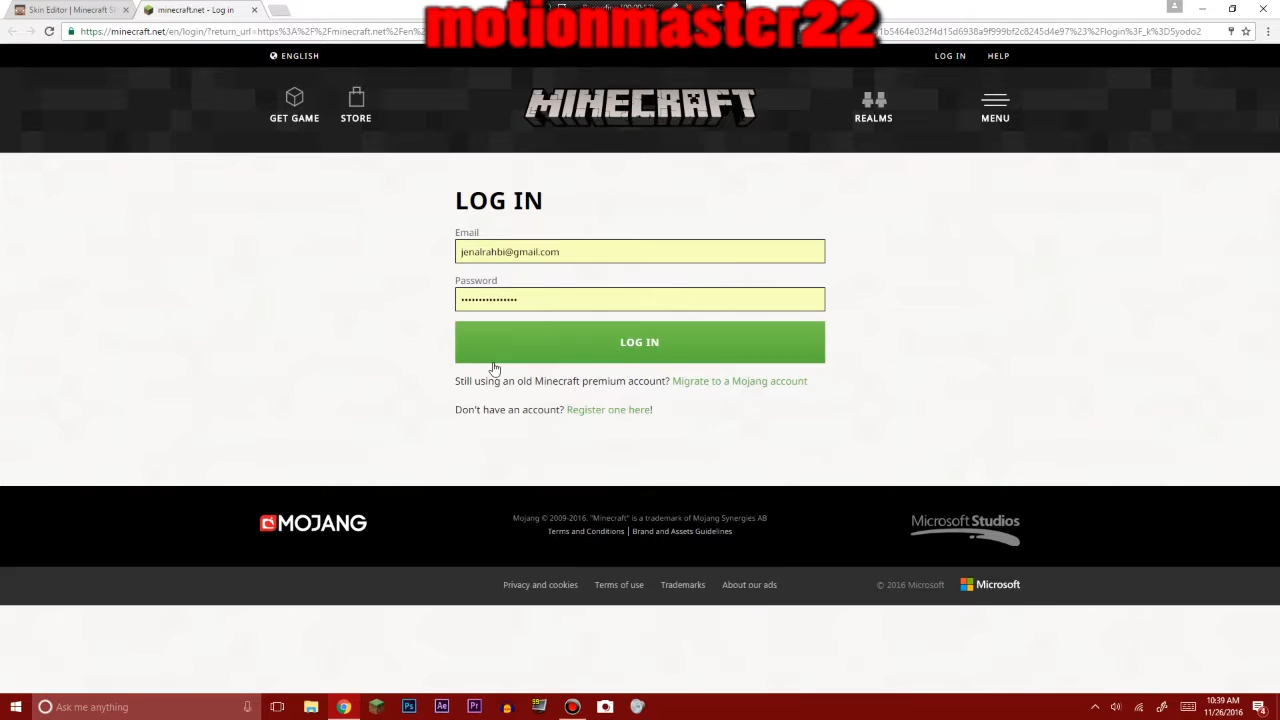 Skin Editor | Minecraft S
minecraft.net - Log in
motionmaster22
ENGLISH
LOG IN
HELP
GET GAME
STORE
MINECRAFT
REALMS
MENU
LOG IN
Email
jenalrahbi@gmail.com
Password
LOG IN
Still using an old Minecraft premium account? Migrate to a Mojang account
Don't have an account? Register one here!
MOJANG
Mojang © 2009-2016. "Minecraft" is a trademark of Mojang Synergies AB
Terms and Conditions | Brand and Assets Guidelines
Microsoft Studios
Privacy and cookies
Terms of use
Trademarks
About our ads
© 2016 Microsoft
Microsoft
Ask me anything
Ps
Ae
Pr
10:39 AM
11/26/2016
4